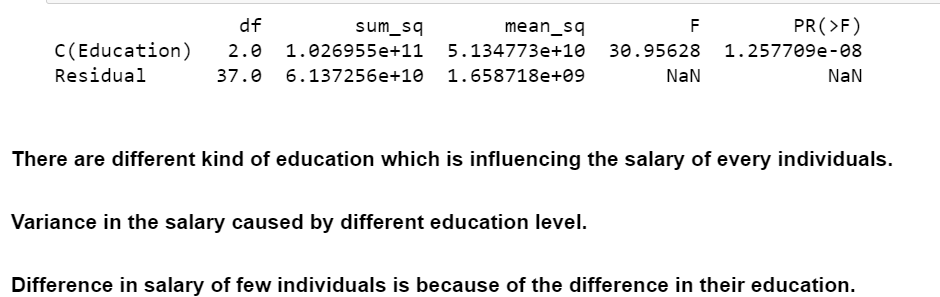 df sum_sq mean_sq F PR(>F)
C(Education) 2.0 1.026955e+11 5.134773e+10 30.95628 1.257709e-08
Residual 37.0 6.137256e+10 1.658718e+09 NaN NaN
There are different kind of education which is influencing the salary of every individuals.
Variance in the salary caused by different education level.
Difference in salary of few individuals is because of the difference in their education.